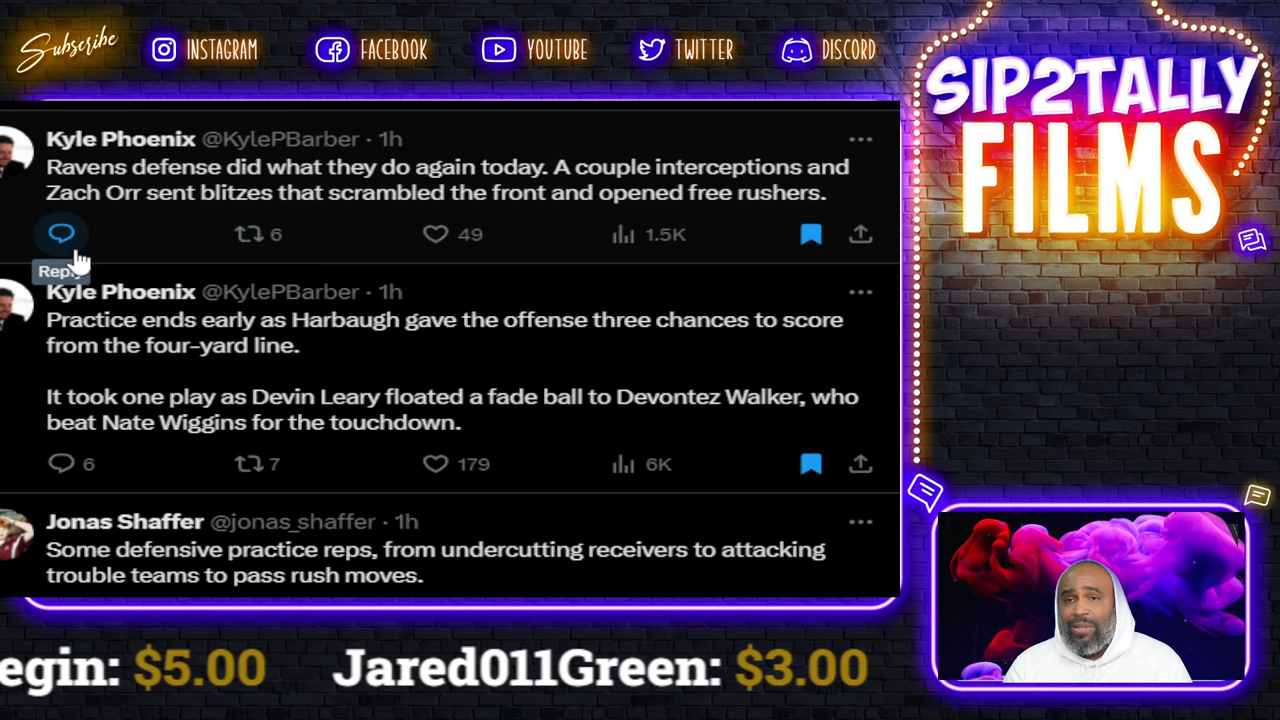 Subscribe INSTAGRAM FACEBOOK YOUTUBE TWITTER DISCORD
SIP2TALLY
FILMS
Kyle Phoenix @KylePBarber · 1h
Ravens defense did what they do again today. A couple interceptions and
Zach Orr sent blitzes that scrambled the front and opened free rushers.
6 49 1.5K
Reply
Kyle Phoenix @KylePBarber · 1h
Practice ends early as Harbaugh gave the offense three chances to score
from the four-yard line.
It took one play as Devin Leary floated a fade ball to Devontez Walker, who
beat Nate Wiggins for the touchdown.
6 7 179 6K
Jonas Shaffer @jonas_shaffer · 1h
Some defensive practice reps, from undercutting receivers to attacking
trouble teams to pass rush moves.
egin: $5.00 Jared011Green: $3.00